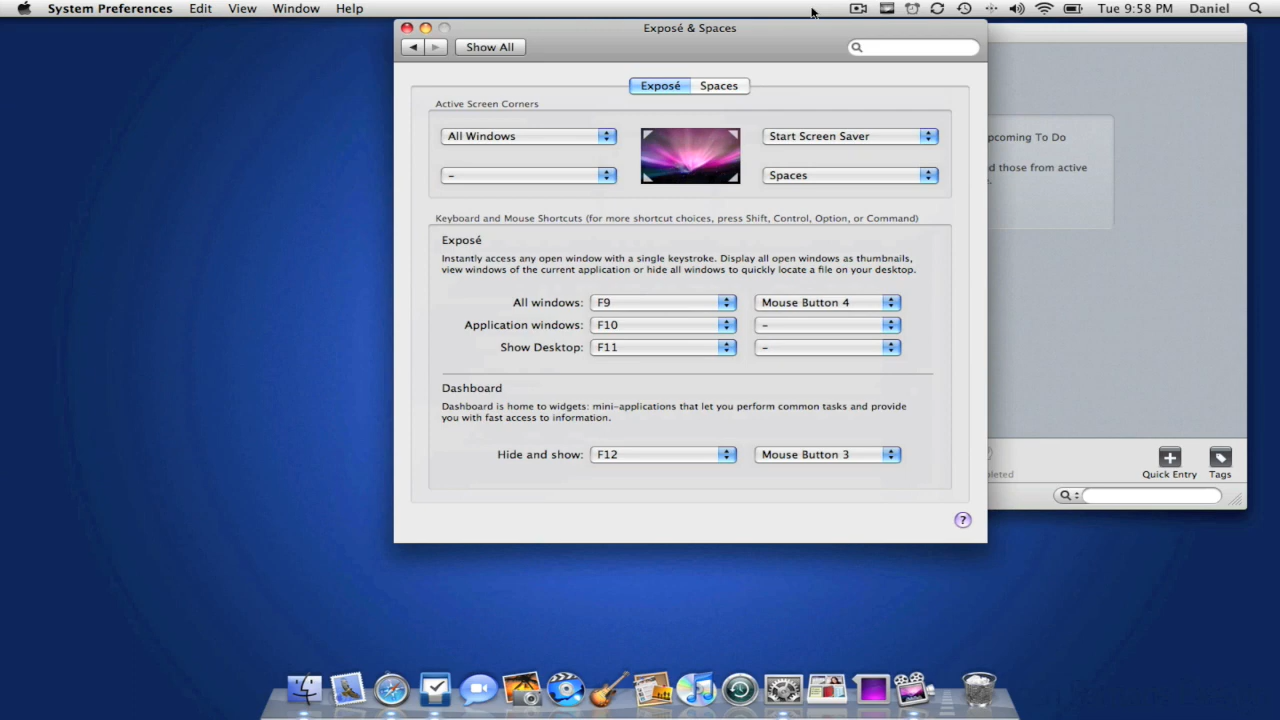 System Preferences Edit View Window Help Tue 9:58 PM Daniel
Exposé & Spaces
Show All
Exposé Spaces
Active Screen Corners
All Windows Start Screen Saver
– Spaces
Keyboard and Mouse Shortcuts (for more shortcut choices, press Shift, Control, Option, or Command)
Exposé
Instantly access any open window with a single keystroke. Display all open windows as thumbnails,
view windows of the current application or hide all windows to quickly locate a file on your desktop.
All windows: F9 Mouse Button 4
Application windows: F10 –
Show Desktop: F11 –
Dashboard
Dashboard is home to widgets: mini-applications that let you perform common tasks and provide
you with fast access to information.
Hide and show: F12 Mouse Button 3
?
pcoming To Do
d those from active
leted
Quick Entry Tags